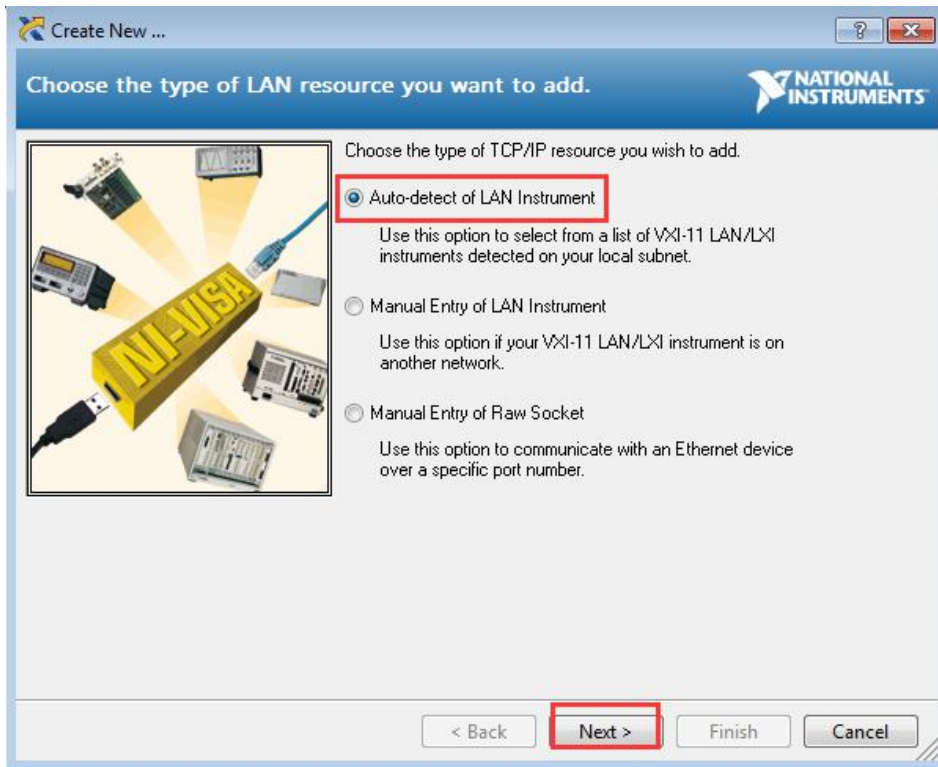 Create New ...
Choose the type of LAN resource you want to add.
NATIONAL
INSTRUMENTS
Choose the type of TCP/IP resource you wish to add.
Auto-detect of LAN Instrument
Use this option to select from a list of VXI-11 LAN/LXI
instruments detected on your local subnet.
Manual Entry of LAN Instrument
Use this option if your VXI-11 LAN/LXI instrument is on
another network.
Manual Entry of Raw Socket
Use this option to communicate with an Ethernet device
over a specific port number.
NI-VISA
< Back
Next >
Finish
Cancel